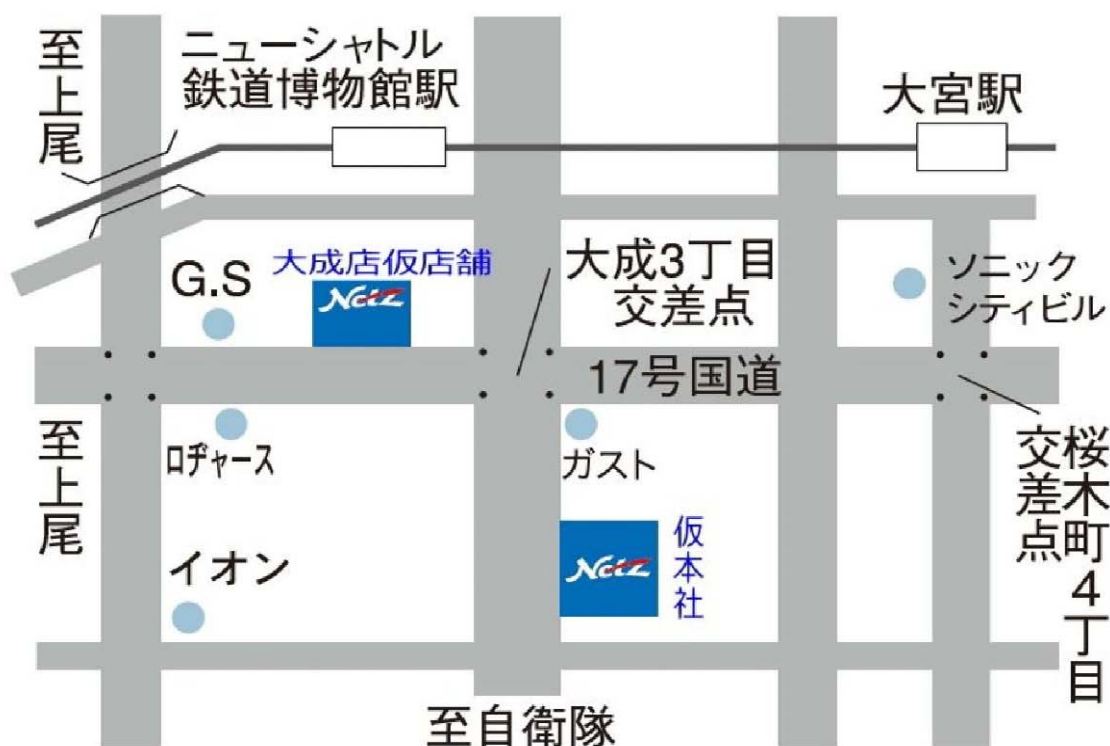 至上尾
ニューシャトル
鉄道博物館駅
大宮駅
G.S
大成店仮店舗
Netz
大成3丁目
交差点
ソニック
シティビル
17号国道
至上尾
ロヂャース
ガスト
桜木町4丁目
交差点
イオン
Netz
仮本社
至自衛隊